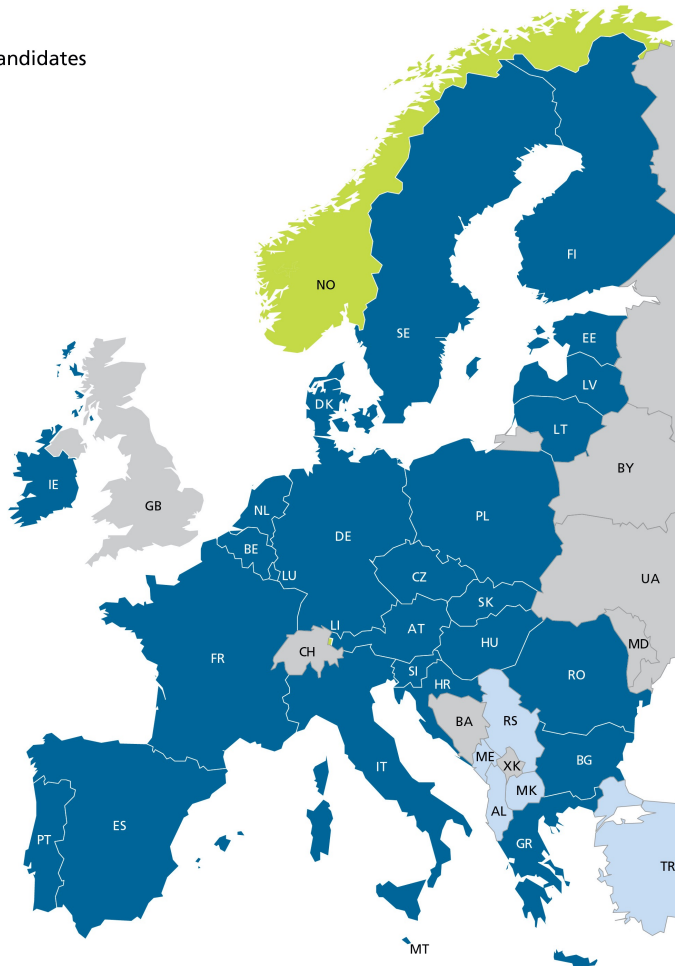 andidates
NO
FI
SE
EE
LV
DK
LT
BY
IE
GB
NL
PL
DE
BE
CZ
UA
LU
SK
LI
AT
HU
MD
CH
FR
SI
RO
HR
BA
RS
ME
XK
BG
IT
MK
AL
ES
PT
GR
TR
MT